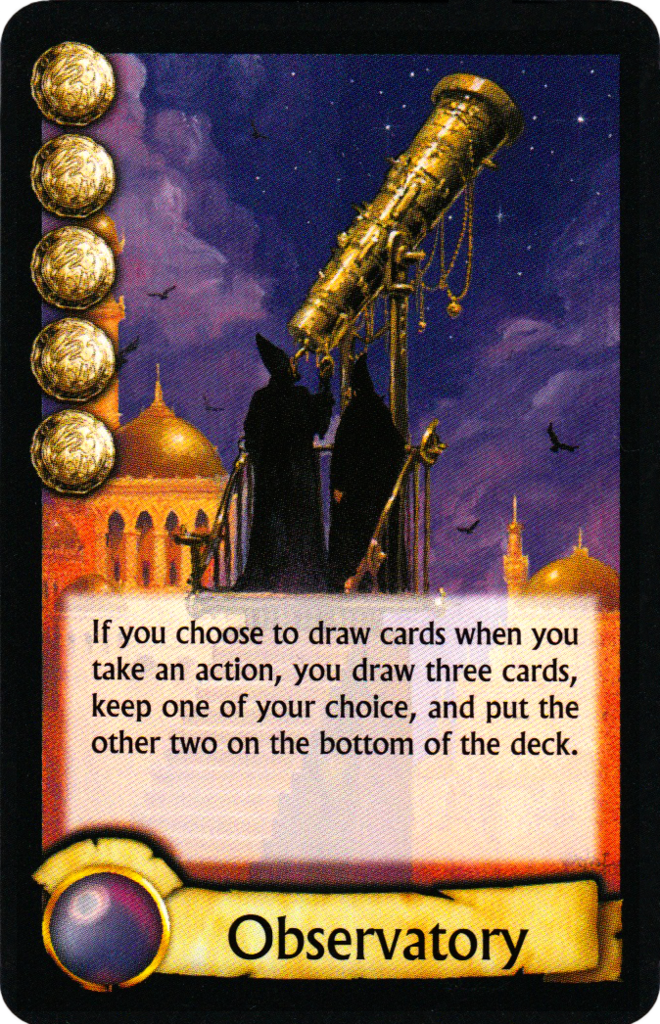 If you choose to draw cards when you
take an action, you draw three cards,
keep one of your choice, and put the
other two on the bottom of the deck.
Observatory